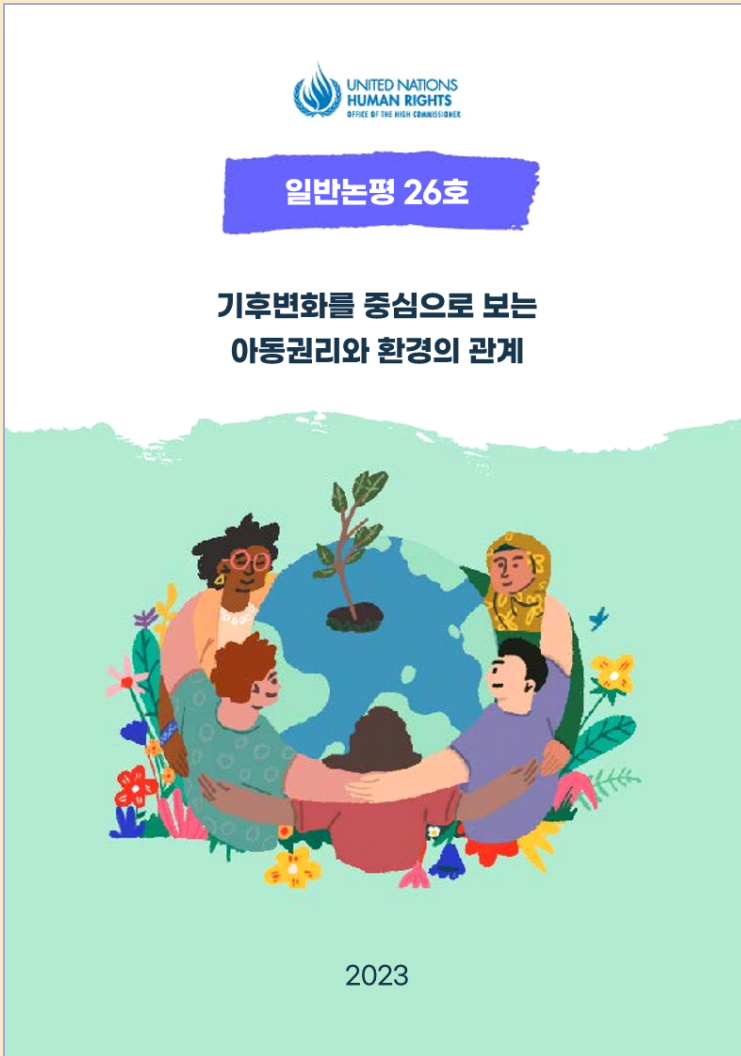 UNITED NATIONS
HUMAN RIGHTS
OFFICE OF THE HIGH COMMISSIONER
일반논평 26호
기후변화를 중심으로 보는
아동권리와 환경의 관계
2023